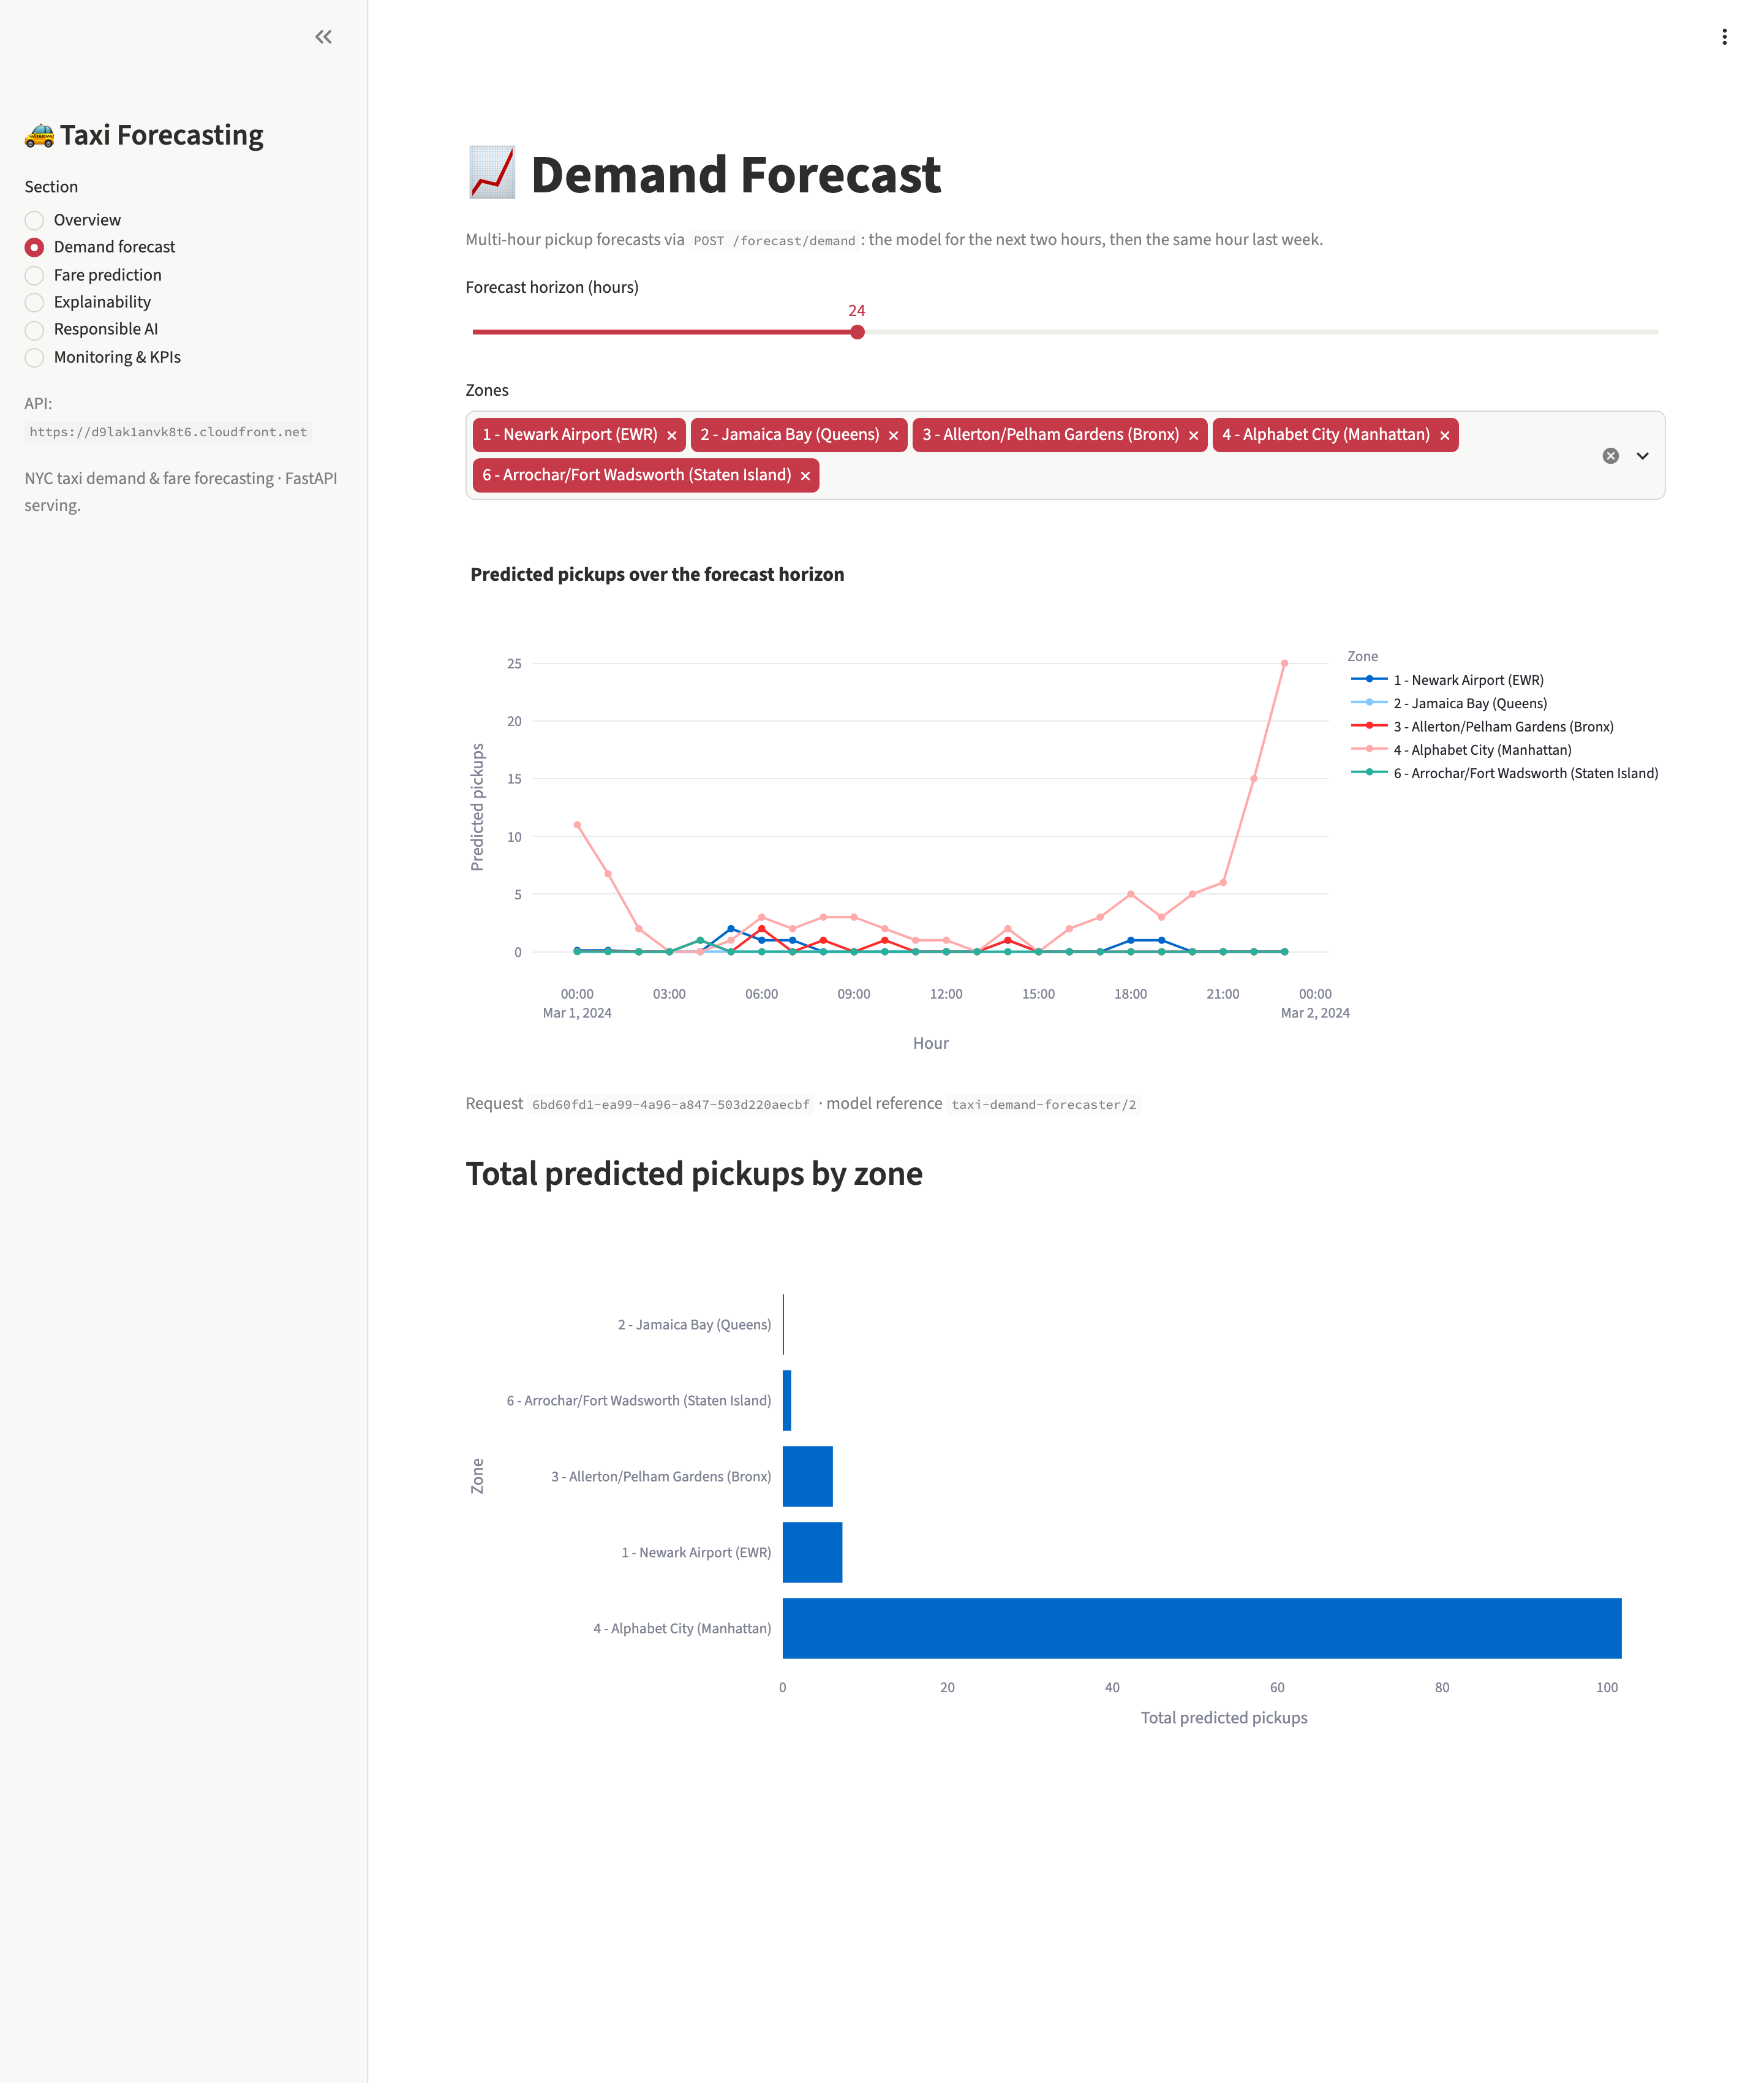 🚕 Taxi Forecasting
Section
Overview
Demand forecast
Fare prediction
Explainability
Responsible AI
Monitoring & KPIs
API:
https://d9lak1anvk8t6.cloudfront.net
NYC taxi demand & fare forecasting · FastAPI
serving.
📈 Demand Forecast
Multi-hour pickup forecasts via POST /forecast/demand : the model for the next two hours, then the same hour last week.
Forecast horizon (hours)
24
Zones
1 - Newark Airport (EWR)
2 - Jamaica Bay (Queens)
3 - Allerton/Pelham Gardens (Bronx)
4 - Alphabet City (Manhattan)
6 - Arrochar/Fort Wadsworth (Staten Island)
Predicted pickups over the forecast horizon
Predicted pickups
25
20
15
10
5
0
00:00
Mar 1, 2024
03:00
06:00
09:00
12:00
15:00
18:00
21:00
00:00
Mar 2, 2024
Hour
Zone
1 - Newark Airport (EWR)
2 - Jamaica Bay (Queens)
3 - Allerton/Pelham Gardens (Bronx)
4 - Alphabet City (Manhattan)
6 - Arrochar/Fort Wadsworth (Staten Island)
Request 6bd60fd1-ea99-4a96-a847-503d220aecbf · model reference taxi-demand-forecaster/2
Total predicted pickups by zone
Zone
2 - Jamaica Bay (Queens)
6 - Arrochar/Fort Wadsworth (Staten Island)
3 - Allerton/Pelham Gardens (Bronx)
1 - Newark Airport (EWR)
4 - Alphabet City (Manhattan)
0
20
40
60
80
100
Total predicted pickups